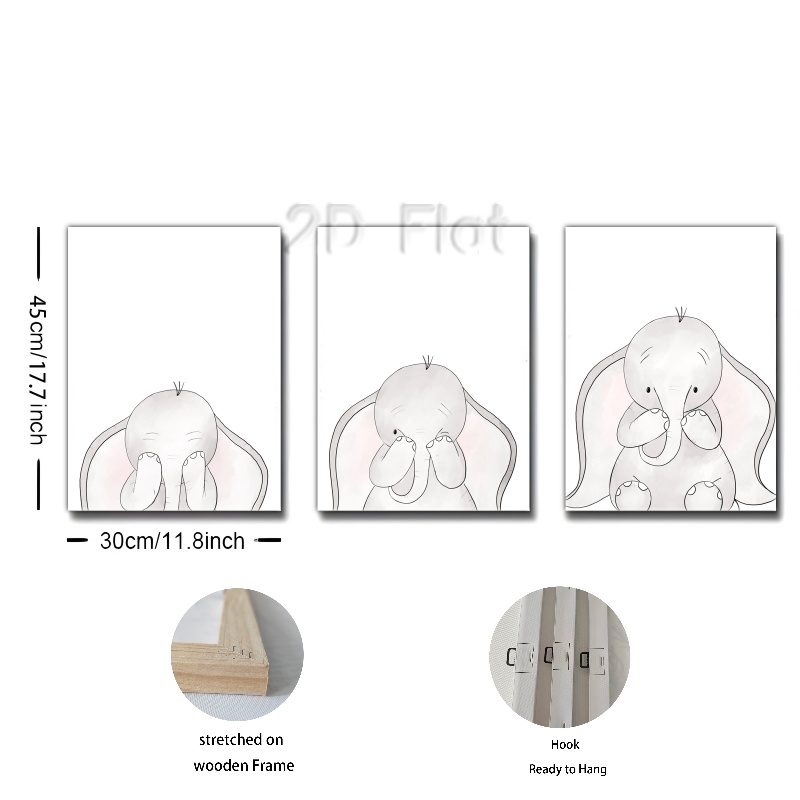 2D Flat
45cm/17.7inch
30cm/11.8inch
stretched on
wooden Frame
Hook
Ready to Hang